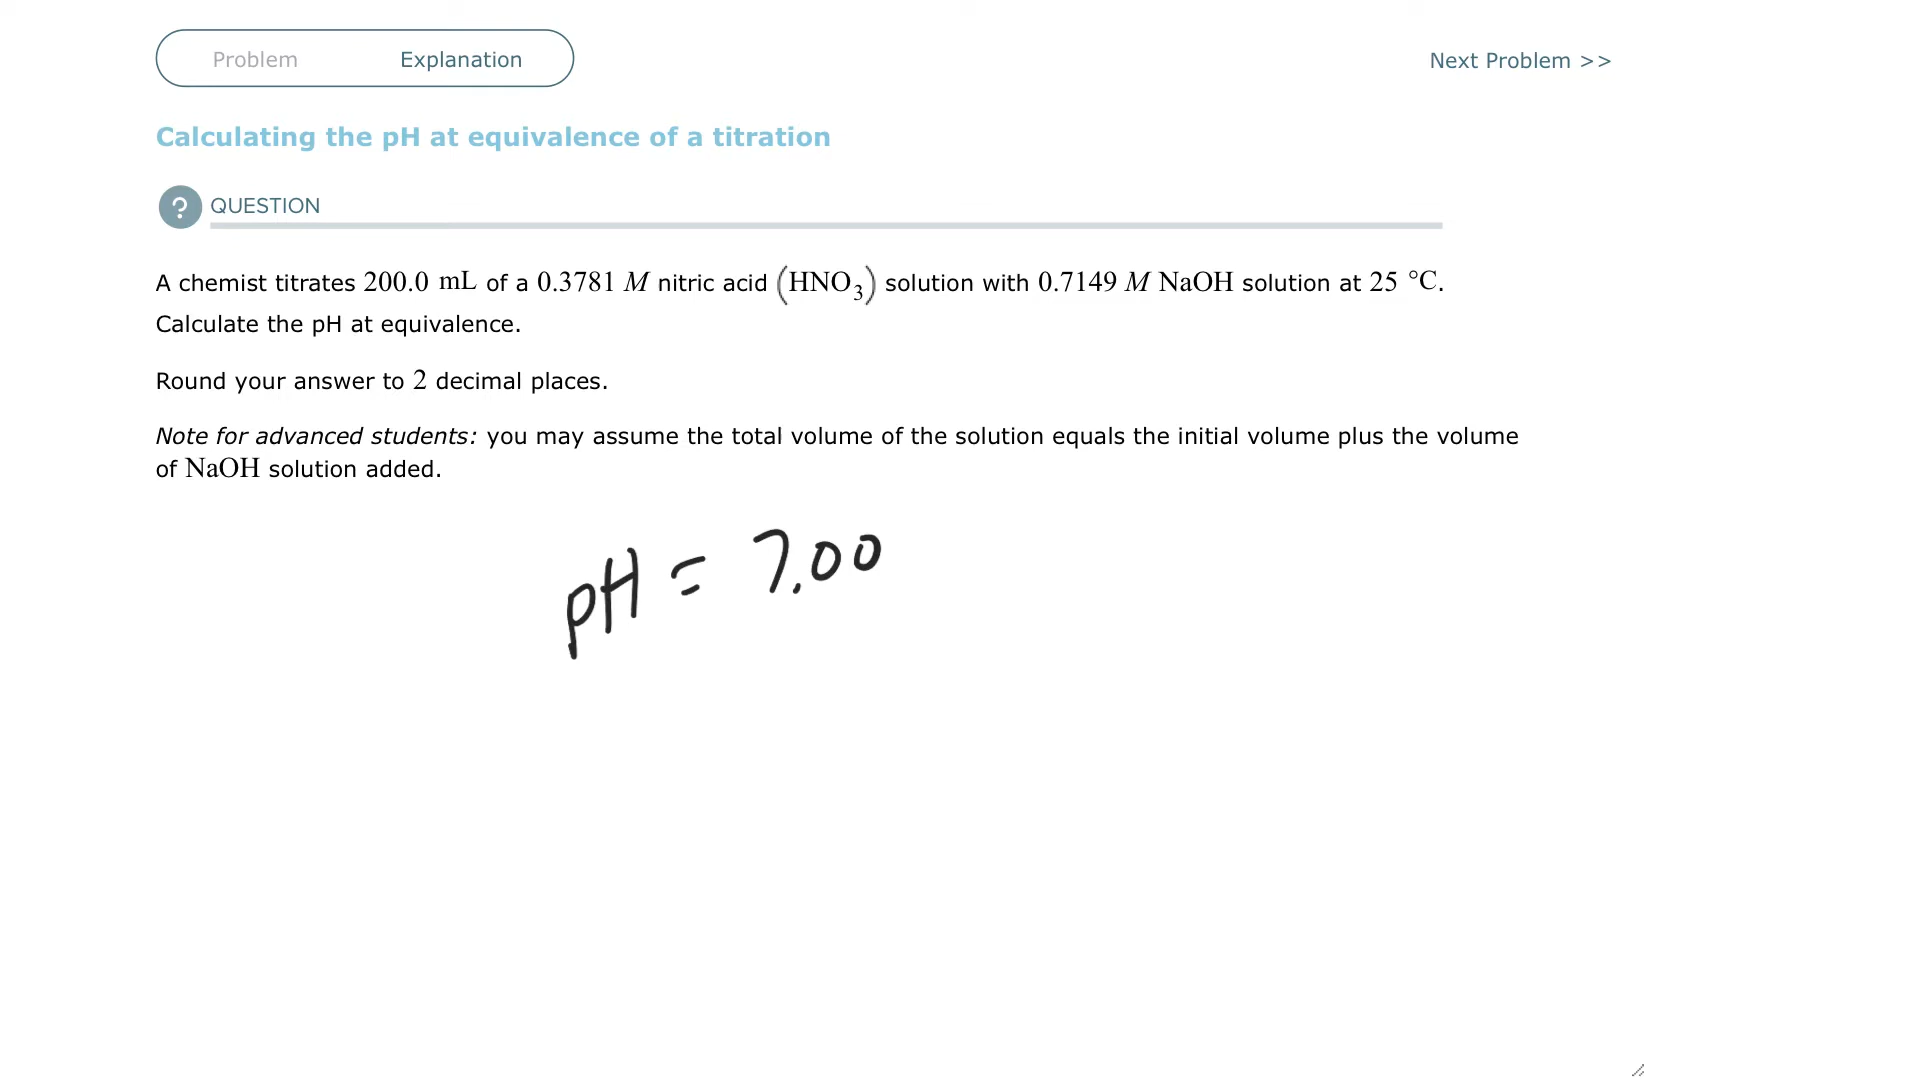 Problem Explanation Next Problem >>
Calculating the pH at equivalence of a titration
? QUESTION
A chemist titrates 200.0 mL of a 0.3781 M nitric acid (HNO₃) solution with 0.7149 M NaOH solution at 25 °C.
Calculate the pH at equivalence.
Round your answer to 2 decimal places.
Note for advanced students: you may assume the total volume of the solution equals the initial volume plus the volume
of NaOH solution added.
pH = 7.00